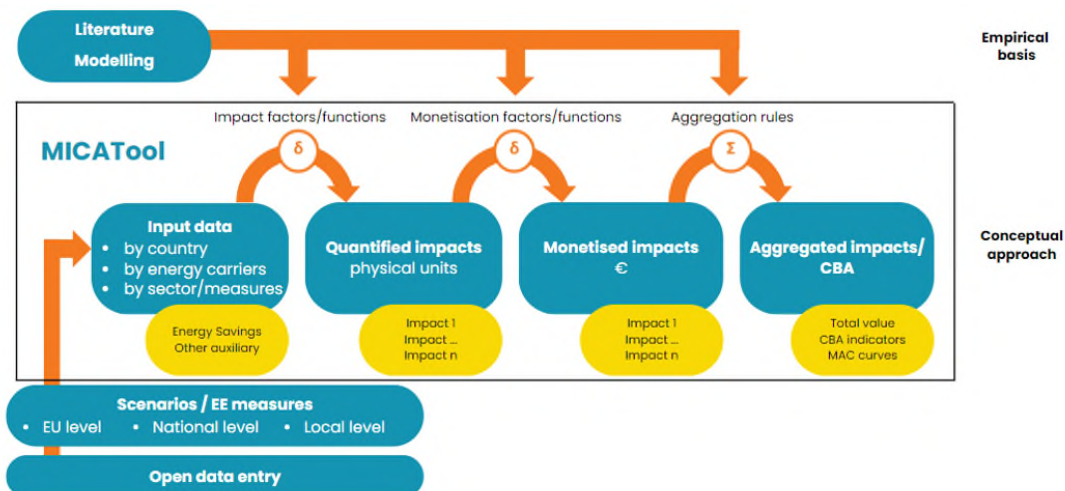 Literature
Modelling
Empirical
basis
Impact factors/functions
Monetisation factors/functions
Aggregation rules
MICATool
δ
δ
Σ
Input data
• by country
• by energy carriers
• by sector/measures
Quantified impacts
physical units
Monetised impacts
€
Aggregated impacts/
CBA
Conceptual
approach
Energy Savings
Other auxiliary
Impact 1
Impact ...
Impact n
Impact 1
Impact ...
Impact n
Total value
CBA indicators
MAC curves
Scenarios / EE measures
• EU level • National level • Local level
Open data entry